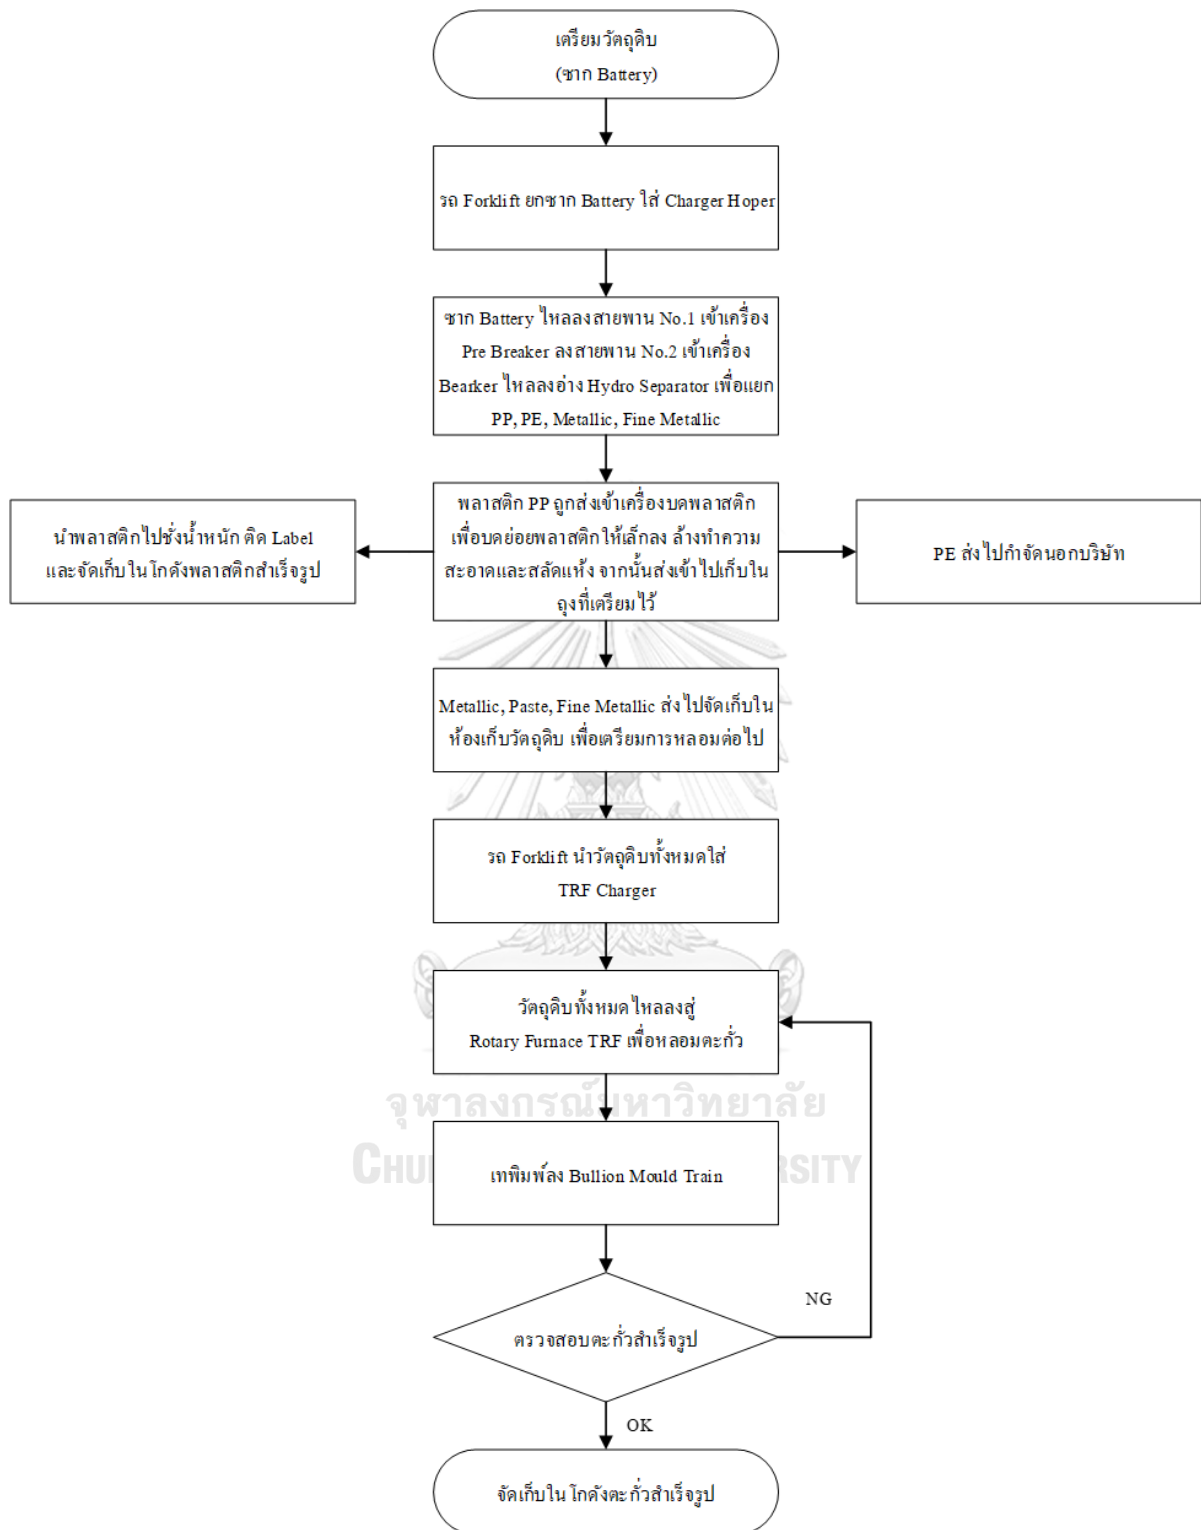 เตรียมวัตถุดิบ
(ซาก Battery)
รถ Forklift ยกซาก Battery ใส่ Charger Hoper
ซาก Battery ไหลลงสายพาน No.1 เข้าเครื่อง
Pre Breaker ลงสายพาน No.2 เข้าเครื่อง
Bearker ไหลลงอ่าง Hydro Separator เพื่อแยก
PP, PE, Metallic, Fine Metallic
นำพลาสติกไปชั่งน้ำหนัก ติด Label
และจัดเก็บในโกดังพลาสติกสำเร็จรูป
พลาสติก PP ถูกส่งเข้าเครื่องบดพลาสติก
เพื่อบดย่อยพลาสติกให้เล็กลง ล้างทำความ
สะอาดและสลัดแห้ง จากนั้นส่งเข้าไปเก็บใน
ถุงที่เตรียมไว้
PE ส่งไปกำจัดนอกบริษัท
Metallic, Paste, Fine Metallic ส่งไปจัดเก็บใน
ห้องเก็บวัตถุดิบ เพื่อเตรียมการหลอมต่อไป
รถ Forklift นำวัตถุดิบทั้งหมดใส่
TRF Charger
วัตถุดิบทั้งหมดไหลลงสู่
Rotary Furnace TRF เพื่อหลอมตะกั่ว
จุฬาลงกรณ์มหาวิทยาลัย
เทพิมพ์ลง Bullion Mould Train
NG
ตรวจสอบตะกั่วสำเร็จรูป
OK
จัดเก็บในโกดังตะกั่วสำเร็จรูป